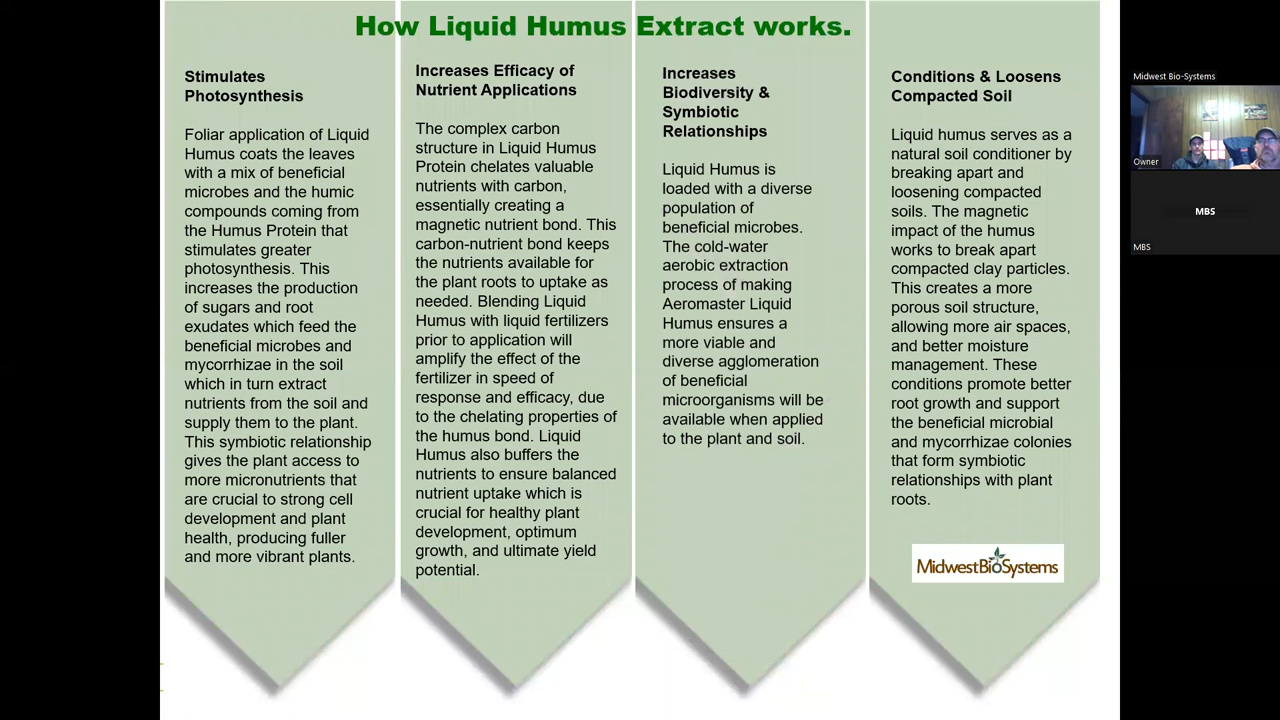 How Liquid Humus Extract works.
Stimulates
Photosynthesis
Foliar application of Liquid
Humus coats the leaves
with a mix of beneficial
microbes and the humic
compounds coming from
the Humus Protein that
stimulates greater
photosynthesis. This
increases the production
of sugars and root
exudates which feed the
beneficial microbes and
mycorrhizae in the soil
which in turn extract
nutrients from the soil and
supply them to the plant.
This symbiotic relationship
gives the plant access to
more micronutrients that
are crucial to strong cell
development and plant
health, producing fuller
and more vibrant plants.
Increases Efficacy of
Nutrient Applications
The complex carbon
structure in Liquid Humus
Protein chelates valuable
nutrients with carbon,
essentially creating a
magnetic nutrient bond. This
carbon-nutrient bond keeps
the nutrients available for
the plant roots to uptake as
needed. Blending Liquid
Humus with liquid fertilizers
prior to application will
amplify the effect of the
fertilizer in speed of
response and efficacy, due
to the chelating properties of
the humus bond. Liquid
Humus also buffers the
nutrients to ensure balanced
nutrient uptake which is
crucial for healthy plant
development, optimum
growth, and ultimate yield
potential.
Increases
Biodiversity &
Symbiotic
Relationships
Liquid Humus is
loaded with a diverse
population of
beneficial microbes.
The cold-water
aerobic extraction
process of making
Aeromaster Liquid
Humus ensures a
more viable and
diverse agglomeration
of beneficial
microorganisms will be
available when applied
to the plant and soil.
Conditions & Loosens
Compacted Soil
Liquid humus serves as a
natural soil conditioner by
breaking apart and
loosening compacted
soils. The magnetic
impact of the humus
works to break apart
compacted clay particles.
This creates a more
porous soil structure,
allowing more air spaces,
and better moisture
management. These
conditions promote better
root growth and support
the beneficial microbial
and mycorrhizae colonies
that form symbiotic
relationships with plant
roots.
MidwestBioSystems
Midwest Bio-Systems
Owner
MBS
MBS